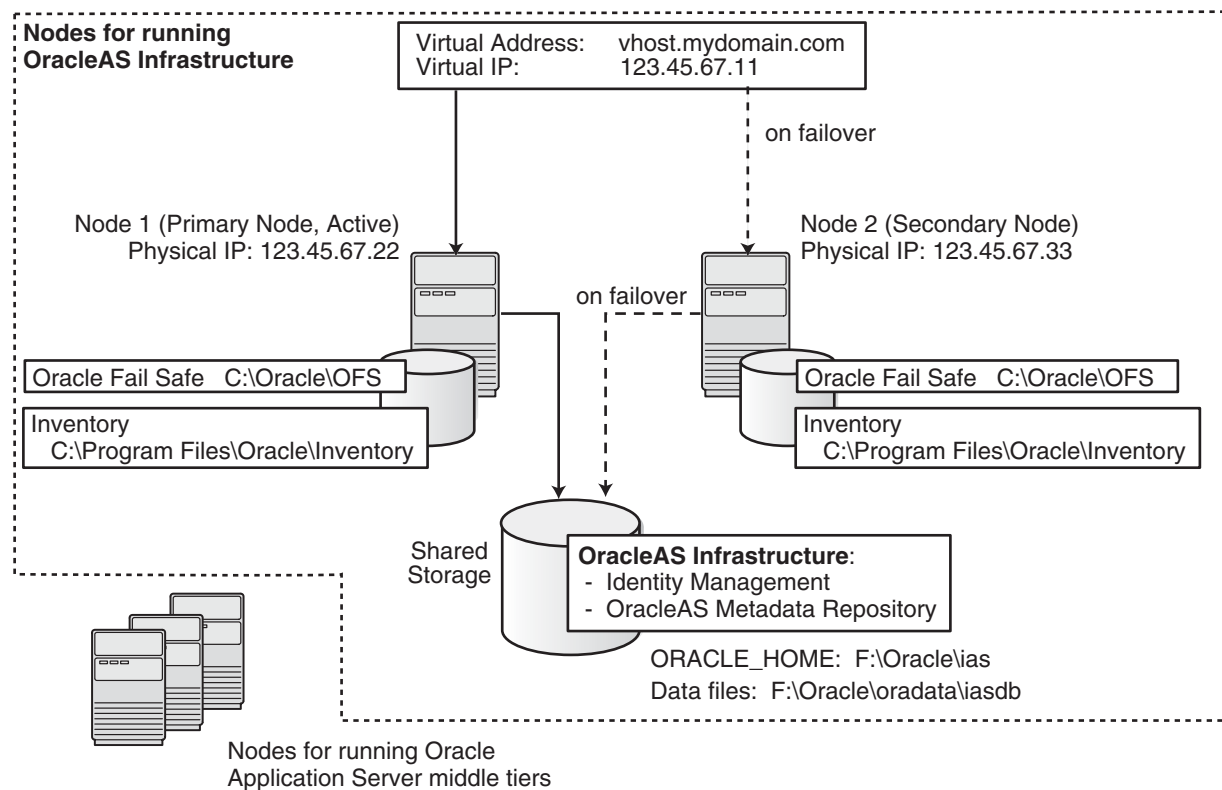 Nodes for running
OracleAS Infrastructure
Virtual Address: vhost.mydomain.com
Virtual IP: 123.45.67.11
on failover
Node 1 (Primary Node, Active)
Physical IP: 123.45.67.22
Node 2 (Secondary Node)
Physical IP: 123.45.67.33
on failover
Oracle Fail Safe C:\Oracle\OFS
Inventory
C:\Program Files\Oracle\Inventory
Oracle Fail Safe C:\Oracle\OFS
Inventory
C:\Program Files\Oracle\Inventory
Shared
Storage
OracleAS Infrastructure:
- Identity Management
- OracleAS Metadata Repository
ORACLE_HOME: F:\Oracle\ias
Data files: F:\Oracle\oradata\iasdb
Nodes for running Oracle
Application Server middle tiers